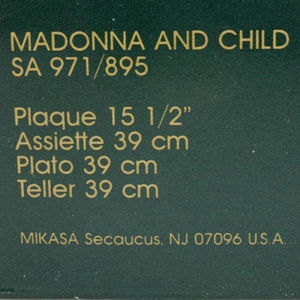 MADONNA AND CHILD
SA 971/895
Plaque 15 1/2”
Assiette 39 cm
Plato 39 cm
Teller 39 cm
MIKASA Secaucus, NJ 07096 U.S.A.